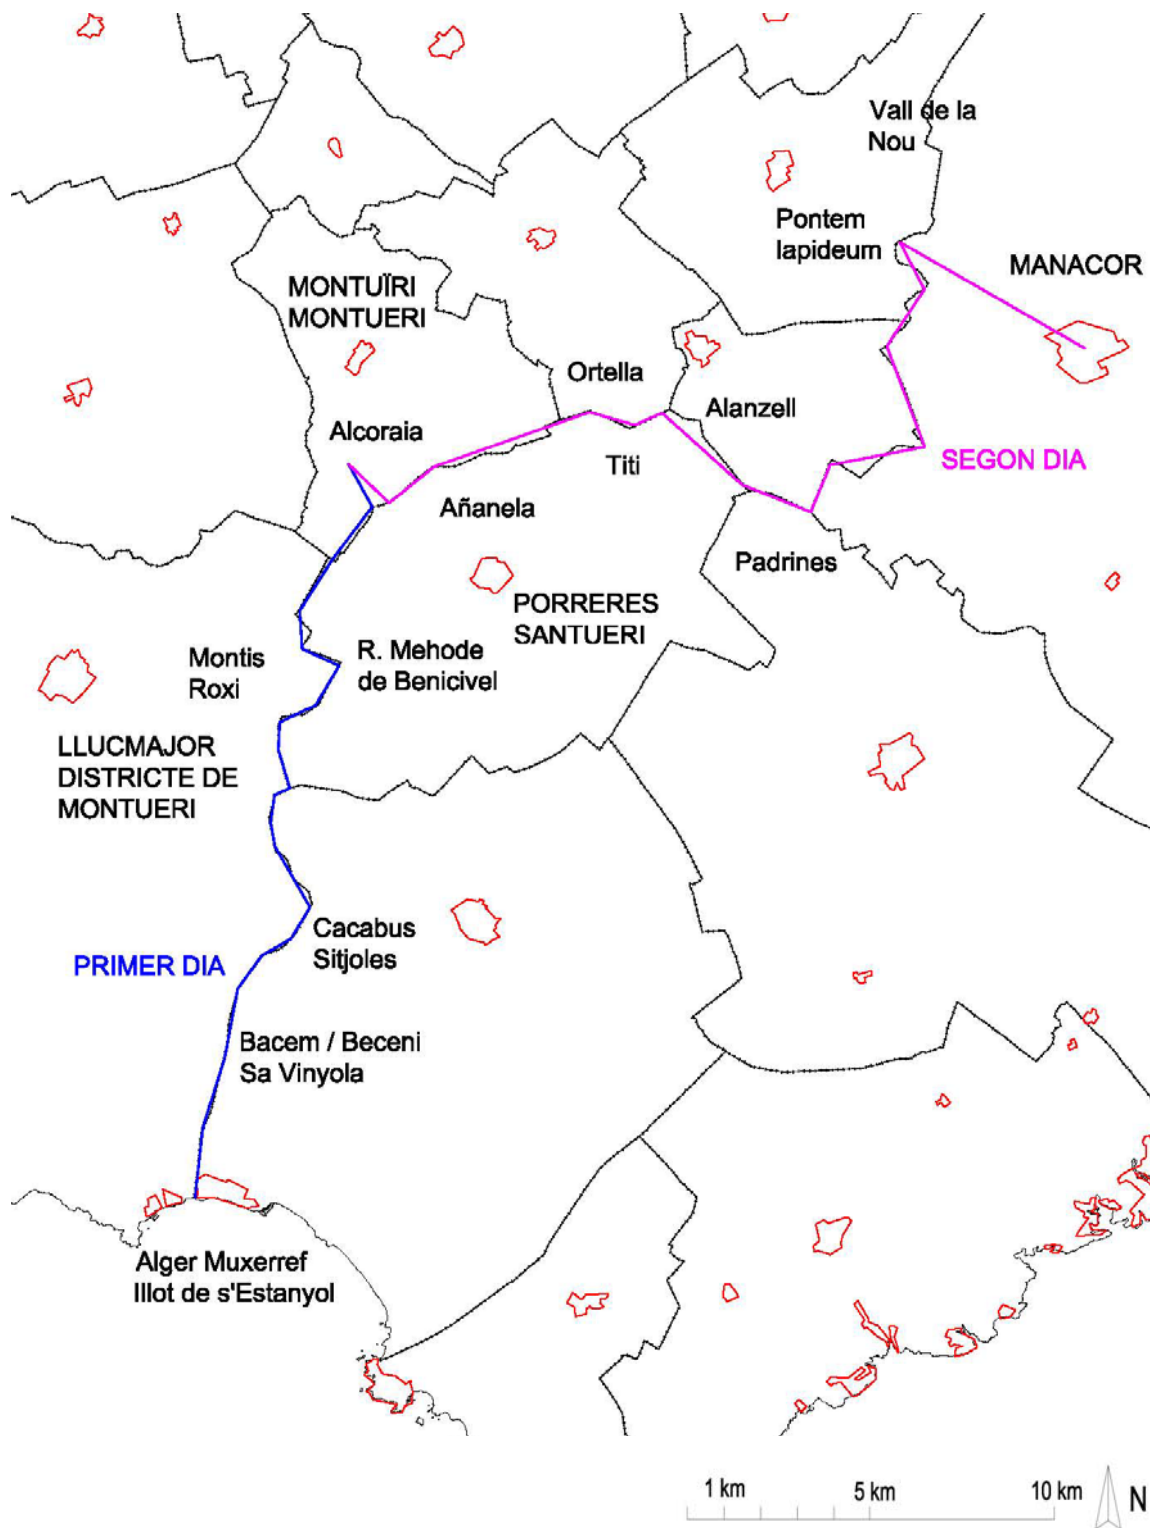 Vall de la
Nou
Pontem
lapideum
MANACOR
MONTUÏRI
MONTUERI
Ortella
Alanzell
Alcoraia
SEGON DIA
Titi
Añanela
Padrines
PORRERES
SANTUERI
R. Mehode
de Benicivel
Montis
Roxi
LLUCMAJOR
DISTRICTE DE
MONTUERI
Cacabus
Sitjoles
PRIMER DIA
Bacem / Beceni
Sa Vinyola
Alger Muxerref
Illot de s'Estanyol
1 km 5 km 10 km N